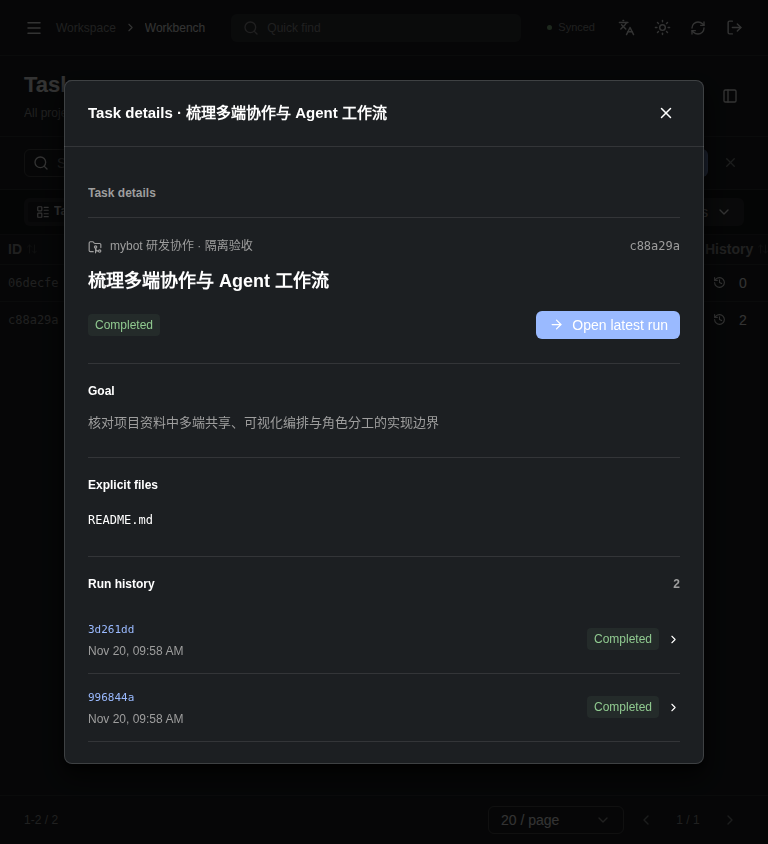 Workspace > Workbench
Quick find
Synced
Task
All proj
Task details · 梳理多端协作与 Agent 工作流
Task details
mybot 研发协作 · 隔离验收
c88a29a
梳理多端协作与 Agent 工作流
Completed
Open latest run
Goal
核对项目资料中多端共享、可视化编排与角色分工的实现边界
Explicit files
README.md
Run history
2
3d261dd
Nov 20, 09:58 AM
Completed
996844a
Nov 20, 09:58 AM
Completed
ID
History
06decfe
0
c88a29a
2
1-2 / 2
20 / page
1 / 1